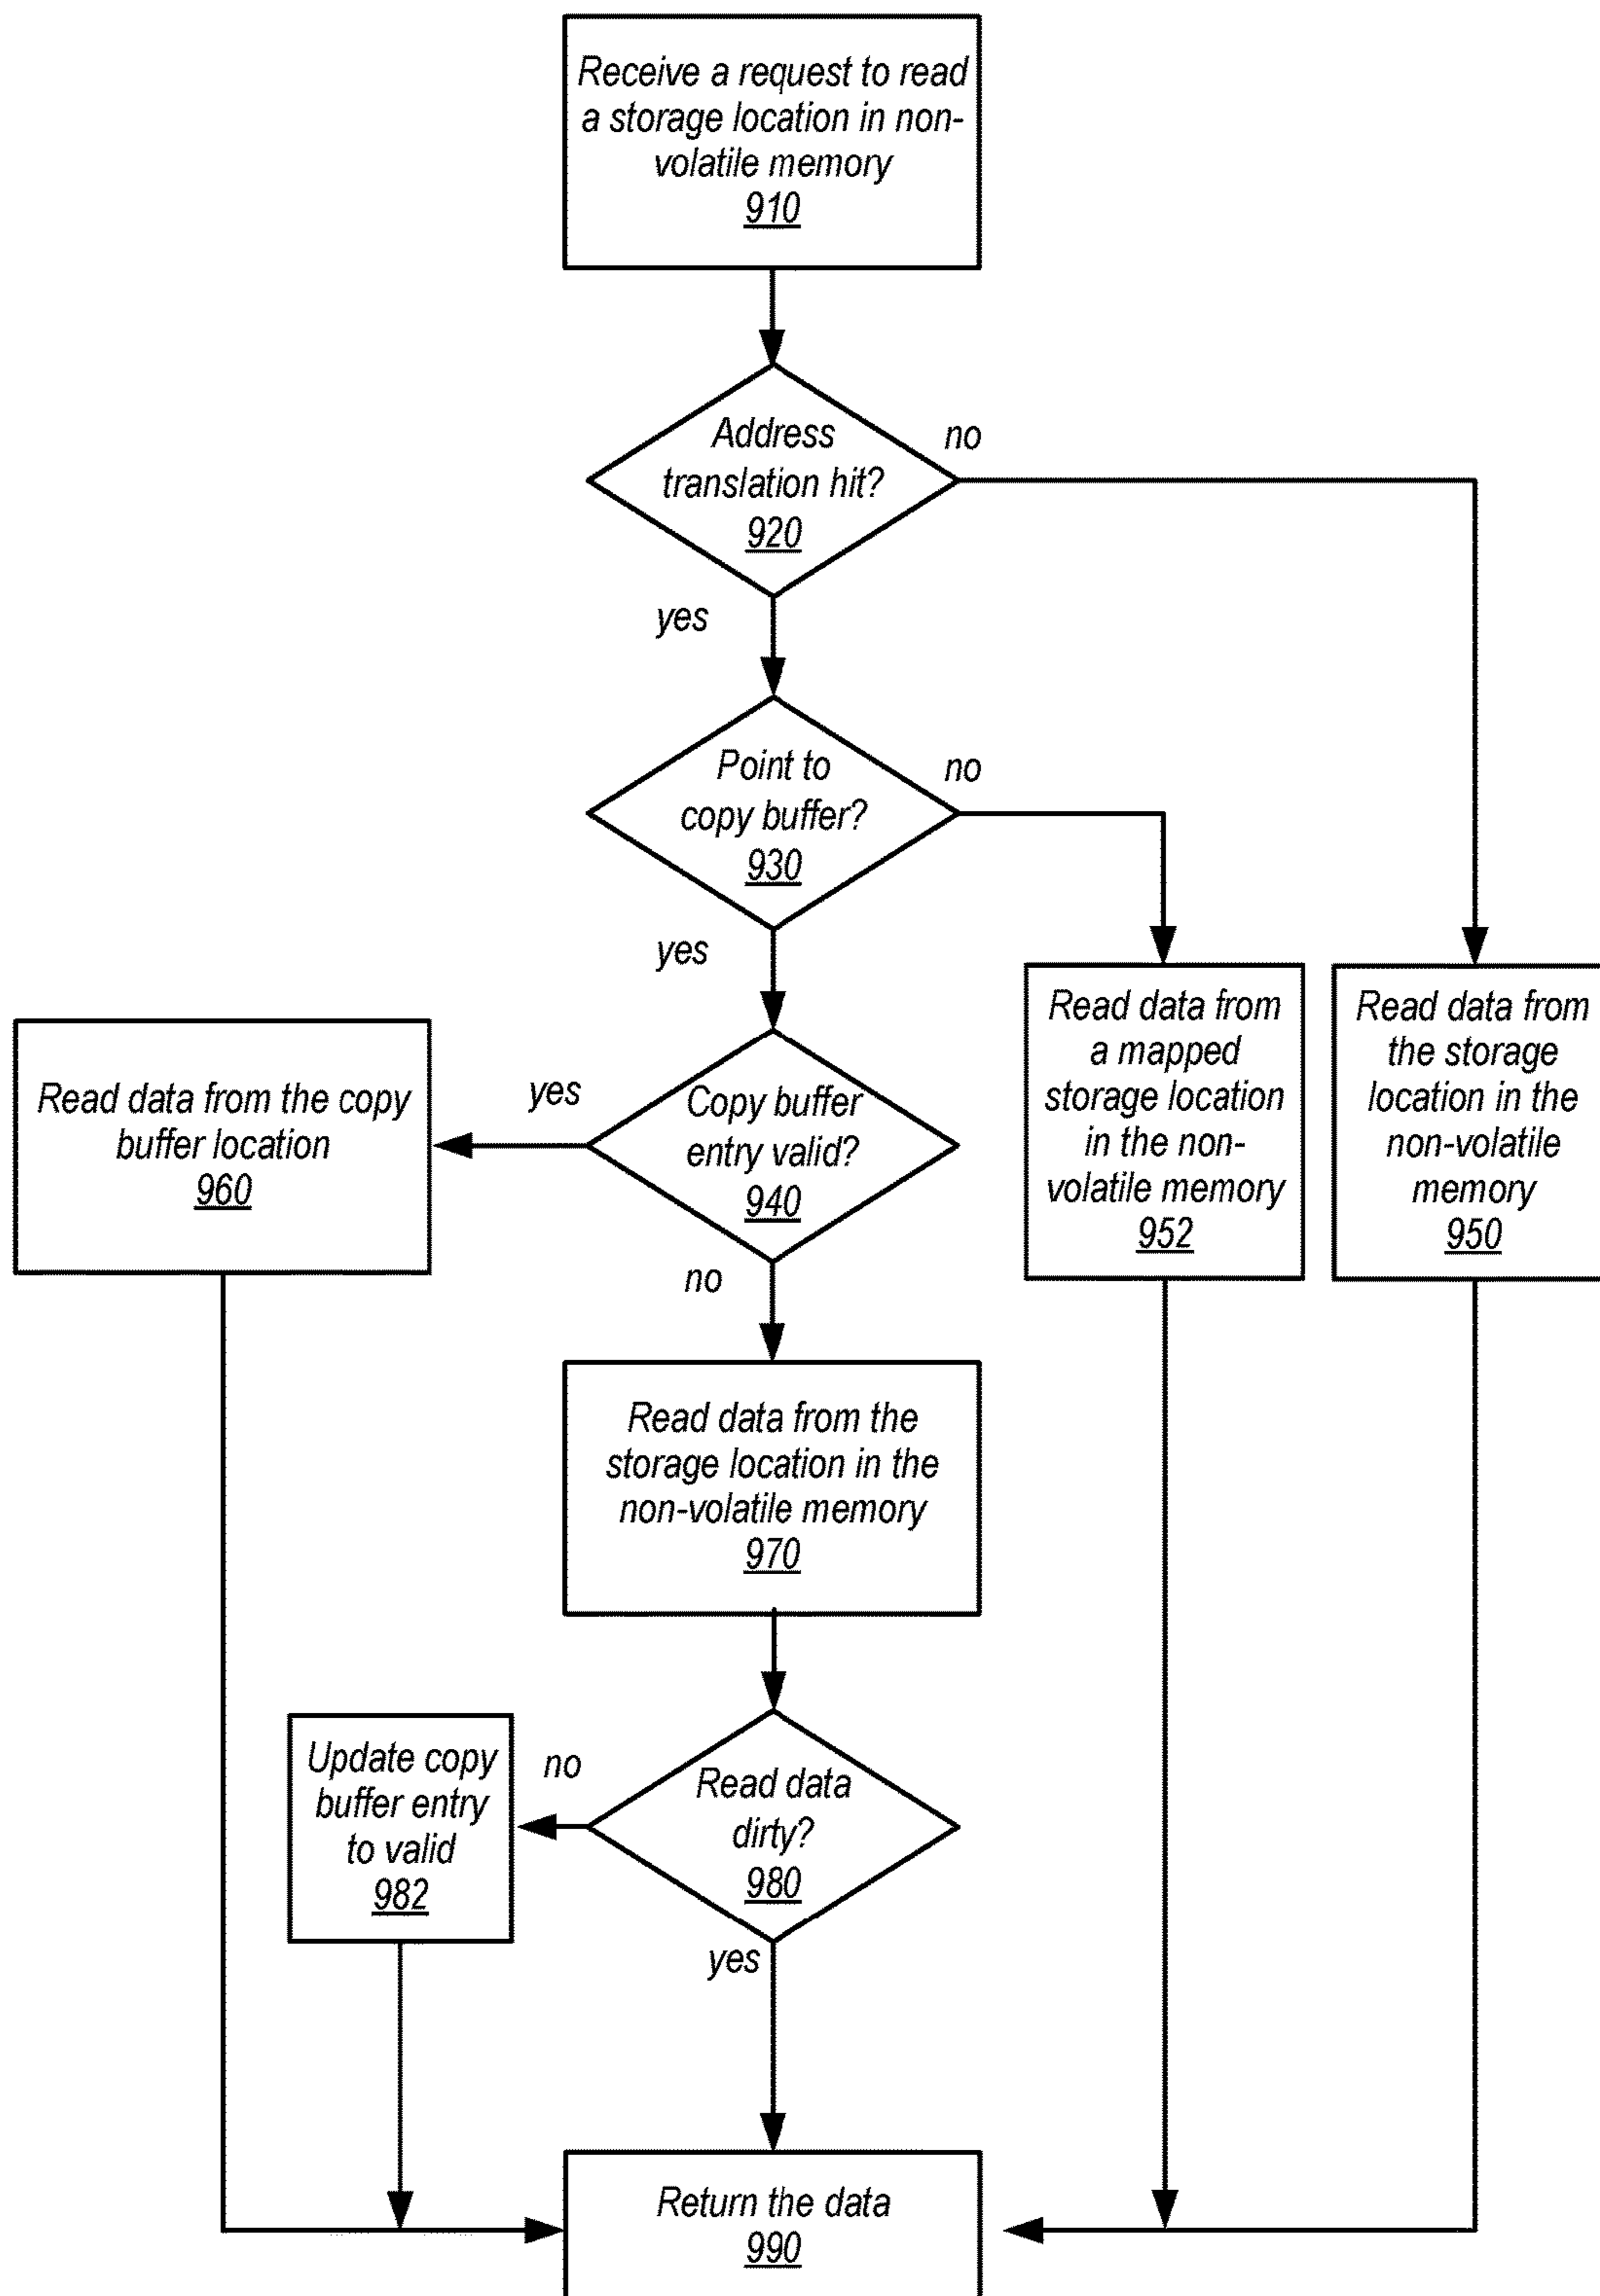 Receive a request to read
a storage location in non-
volatile memory
910
Address
translation hit?
920
no
yes
Point to
copy buffer?
930
no
yes
Read data from
a mapped
storage location
in the non-
volatile memory
952
Read data from
the storage
location in the
non-volatile
memory
950
Copy buffer
entry valid?
940
yes
no
Read data from the copy
buffer location
960
Read data from the
storage location in the
non-volatile memory
970
Read data
dirty?
980
no
yes
Update copy
buffer entry
to valid
982
Return the data
990